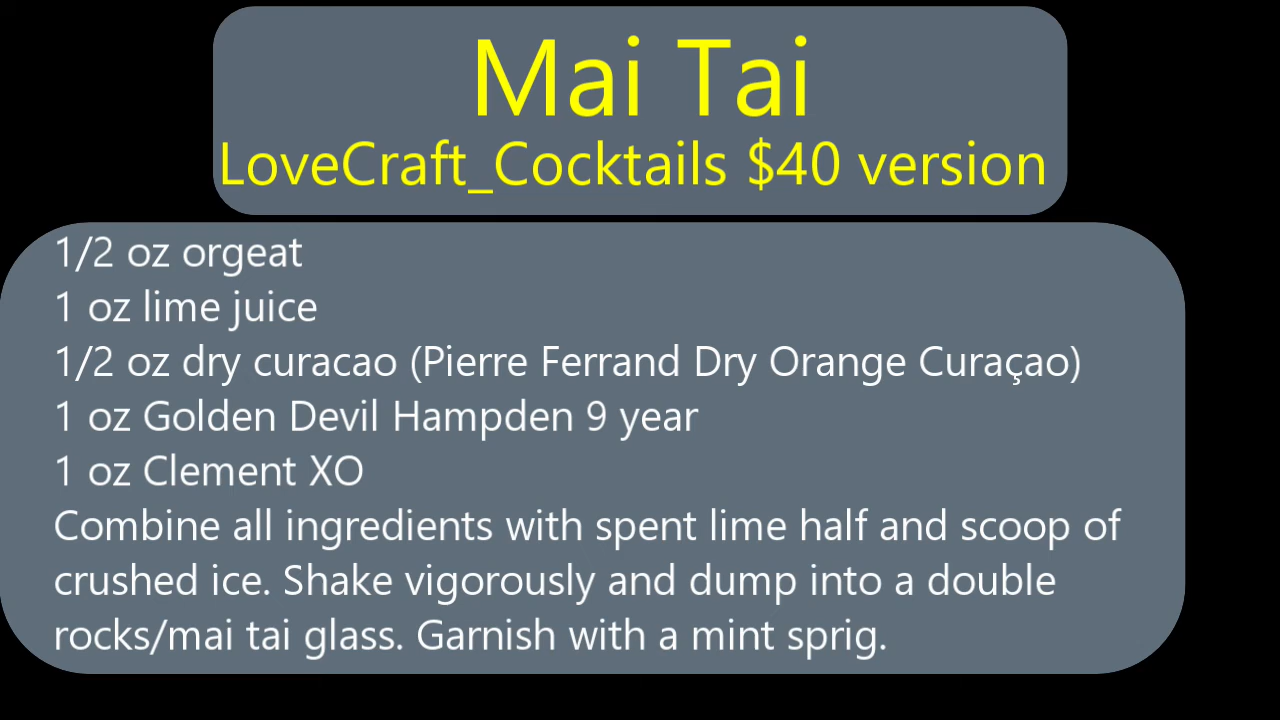 Mai Tai
LoveCraft_Cocktails $40 version
1/2 oz orgeat
1 oz lime juice
1/2 oz dry curacao (Pierre Ferrand Dry Orange Curaçao)
1 oz Golden Devil Hampden 9 year
1 oz Clement XO
Combine all ingredients with spent lime half and scoop of
crushed ice. Shake vigorously and dump into a double
rocks/mai tai glass. Garnish with a mint sprig.